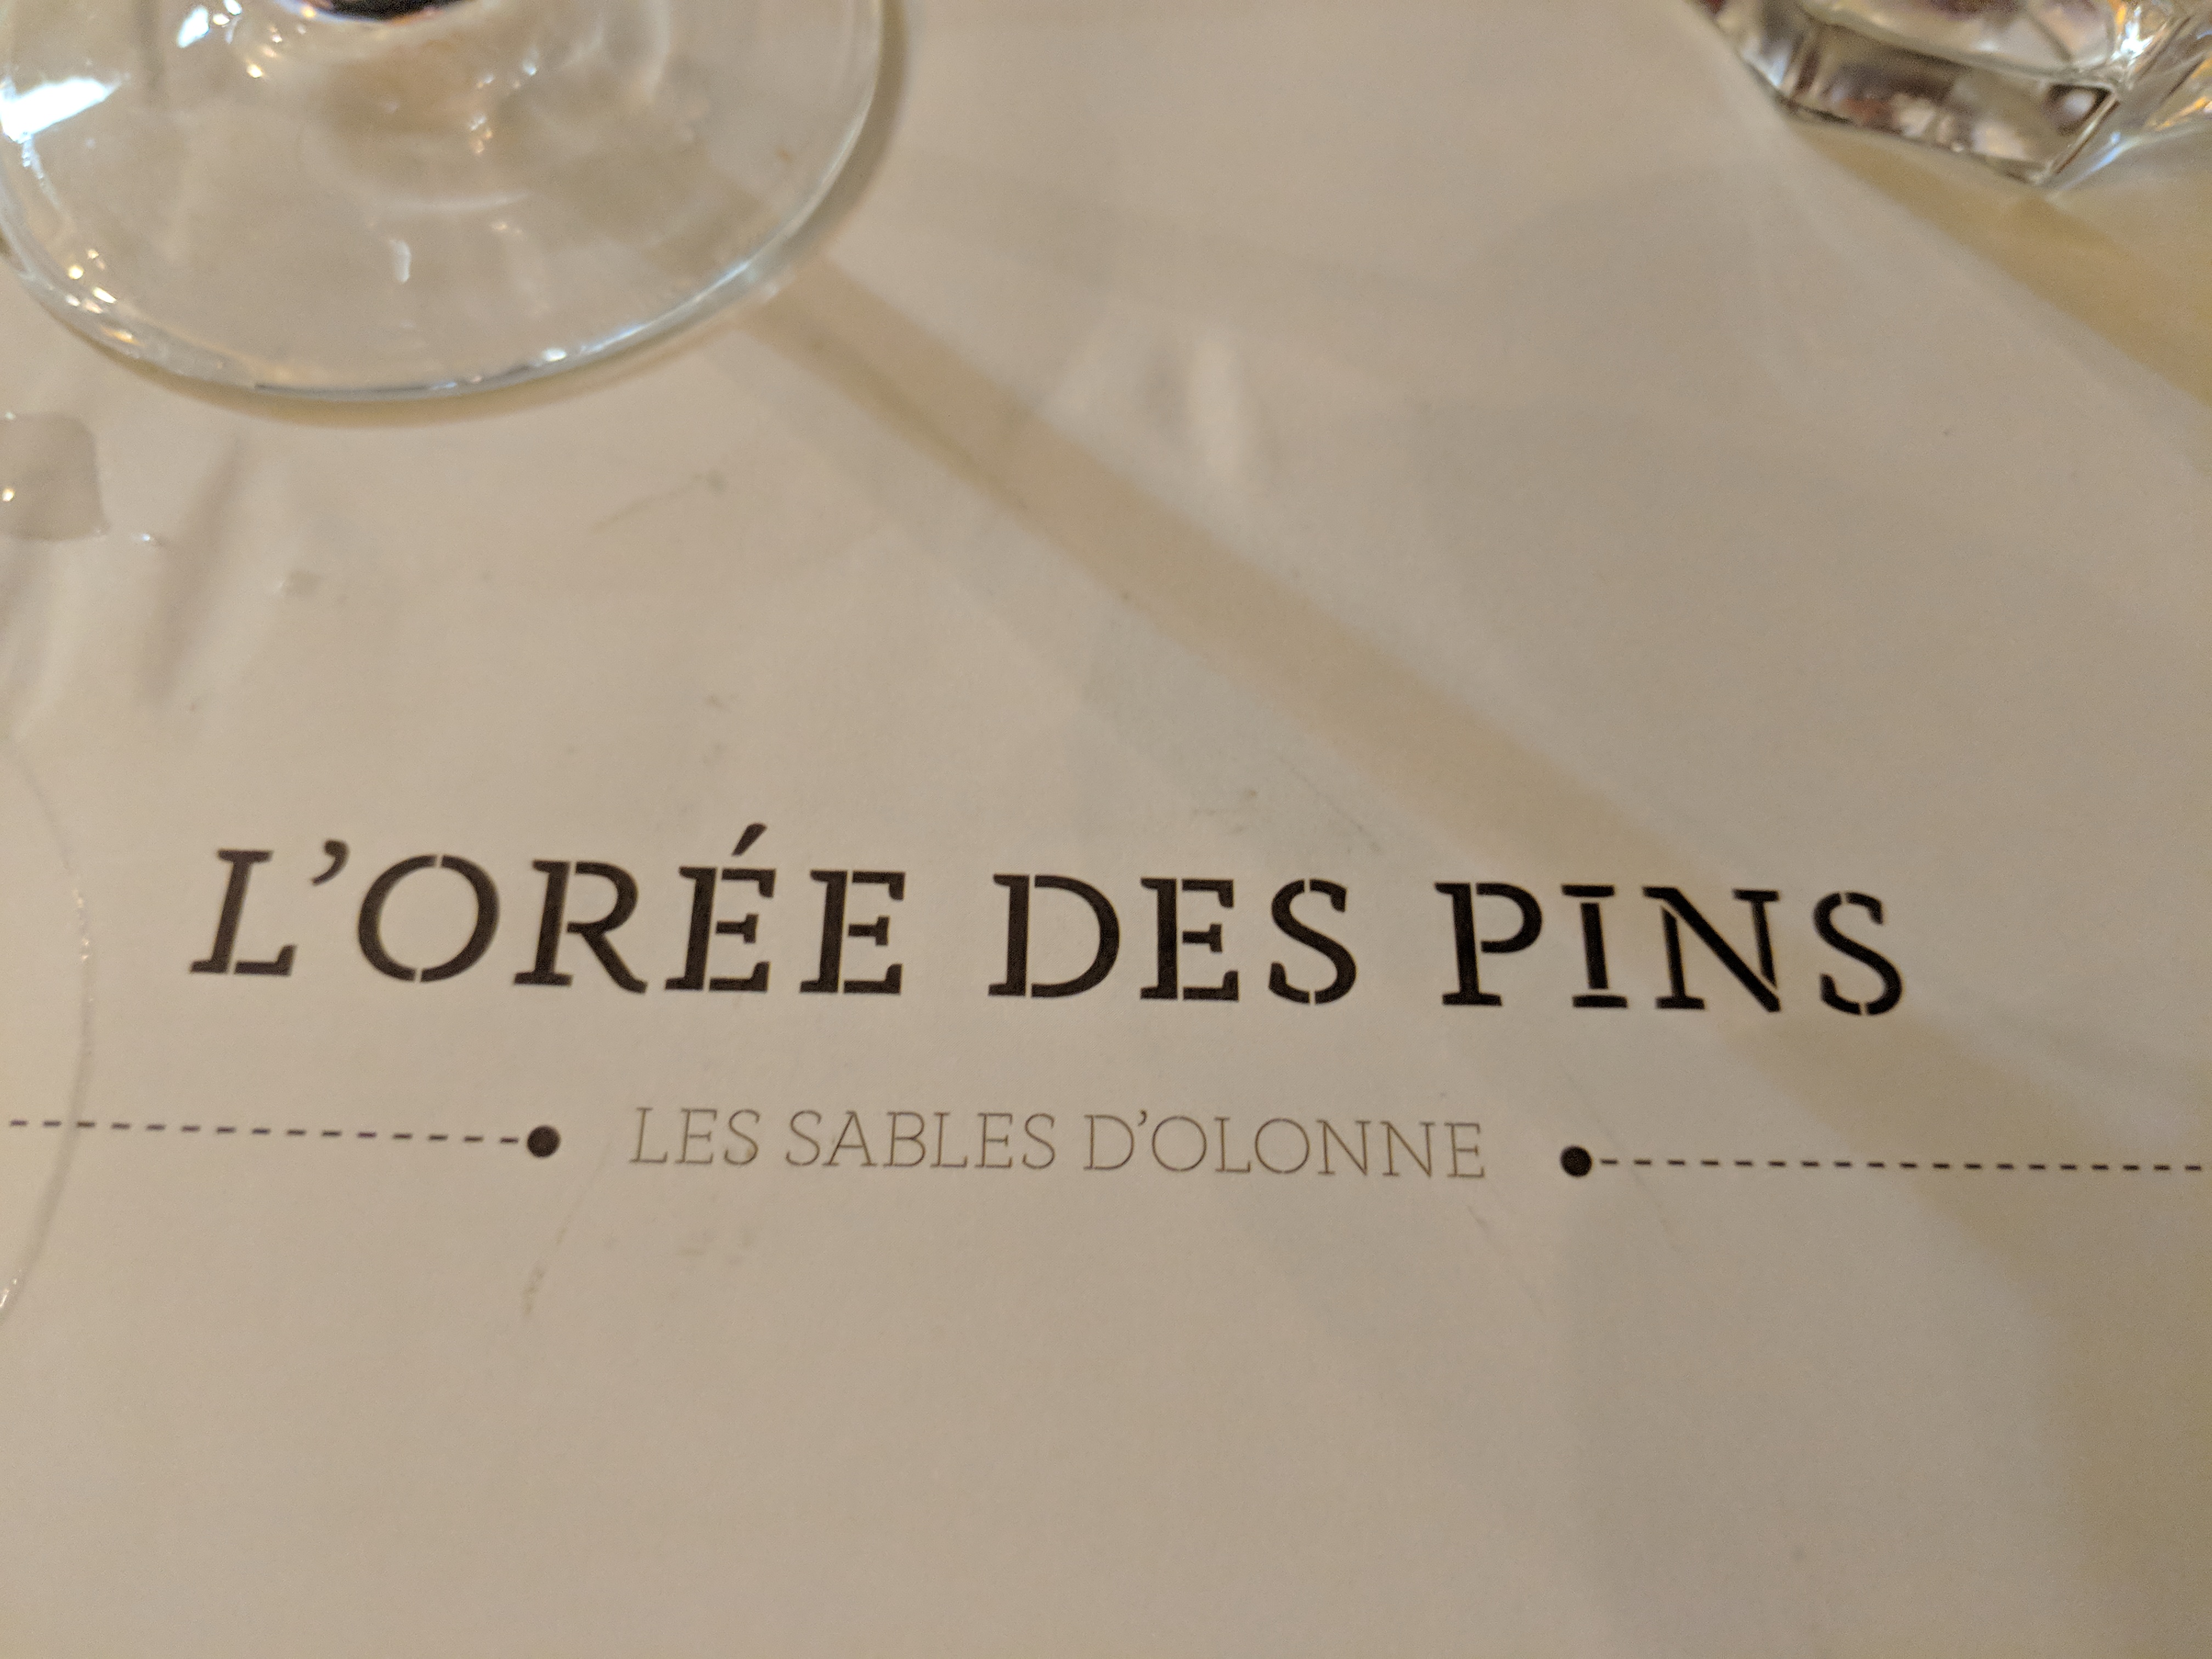 L'ORÉE DES PINS
LES SABLES D'OLONNE